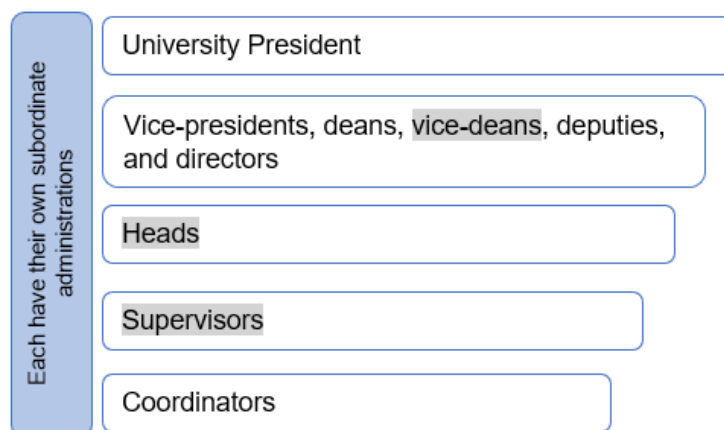 Each have their own subordinate
administrations
University President
Vice-presidents, deans, vice-deans, deputies,
and directors
Heads
Supervisors
Coordinators